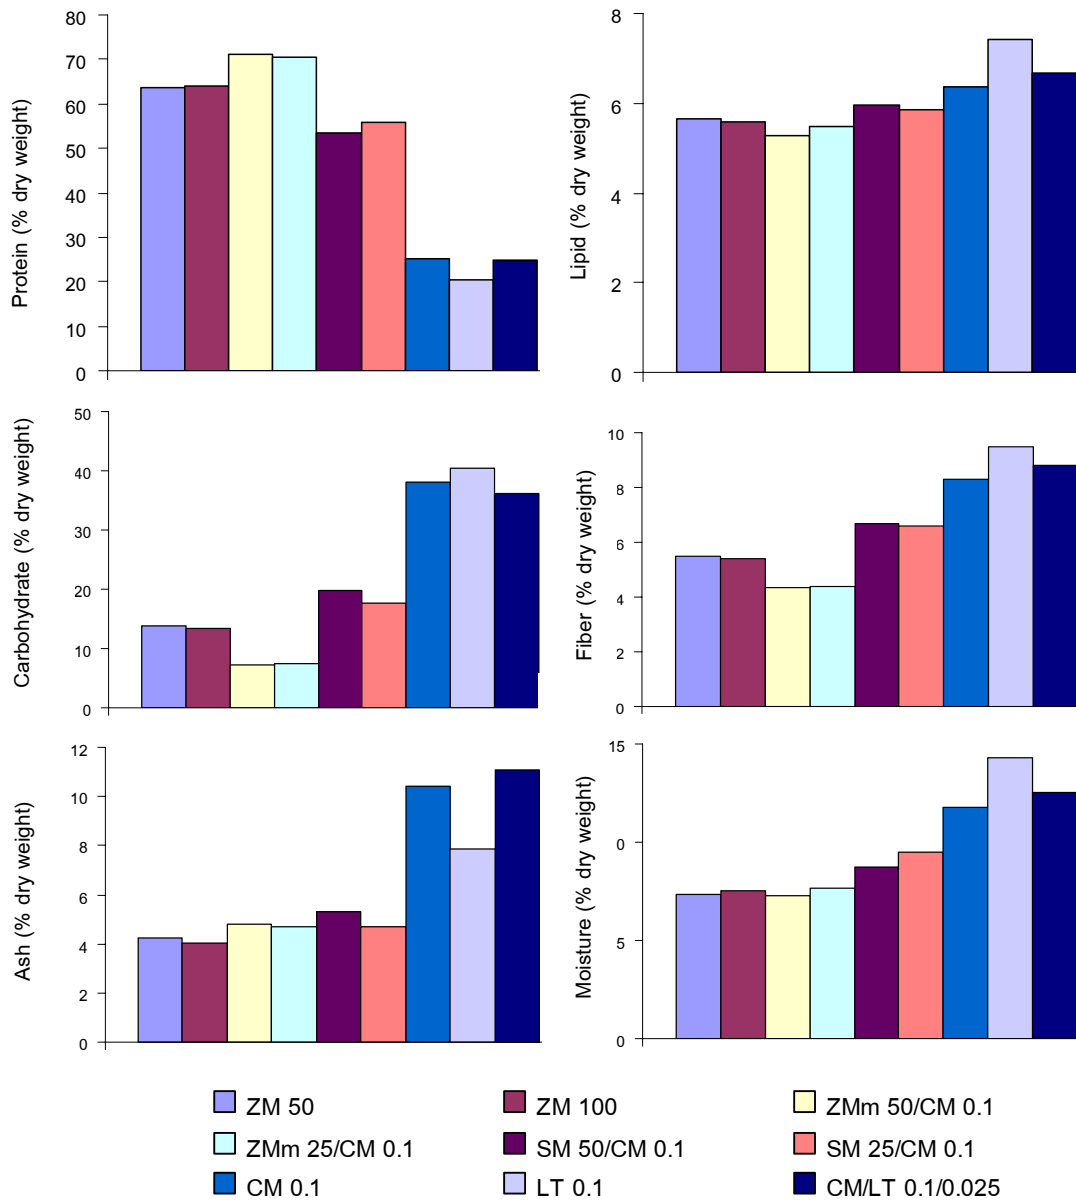 Protein (% dry weight)
80
70
60
50
40
30
20
10
0
Lipid (% dry weight)
8
6
4
2
0
Carbohydrate (% dry weight)
50
40
30
20
10
0
Fiber (% dry weight)
10
8
6
4
2
0
Ash (% dry weight)
12
10
8
6
4
2
0
Moisture (% dry weight)
15
0
5
0
ZM 50
ZM 100
ZMm 50/CM 0.1
ZMm 25/CM 0.1
SM 50/CM 0.1
SM 25/CM 0.1
CM 0.1
LT 0.1
CM/LT 0.1/0.025